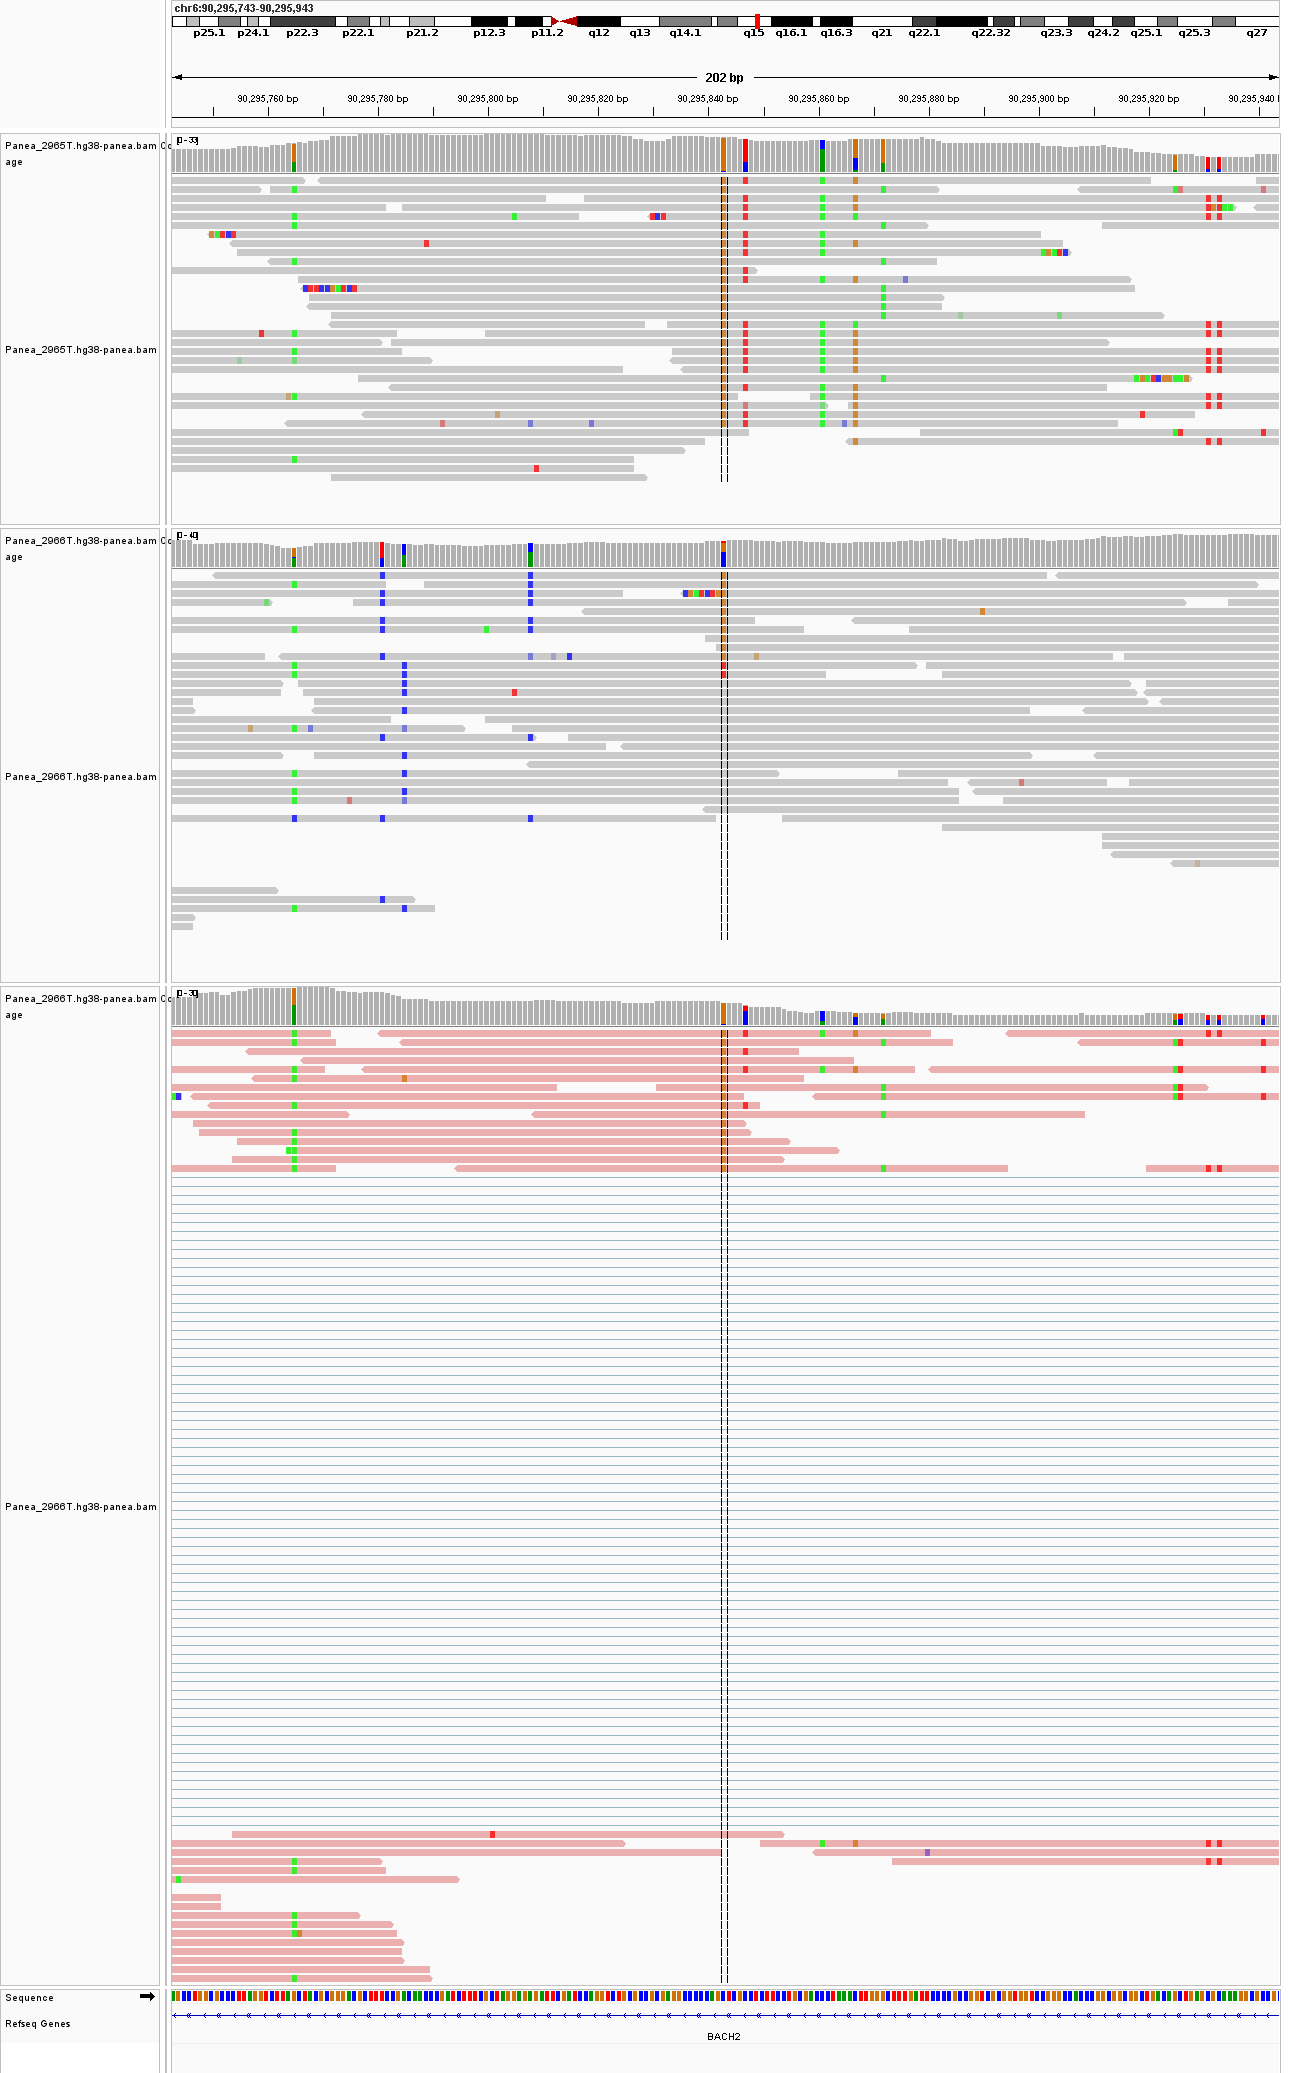 chr6:90,295,743-90,295,943
p25.1 p24.1 p22.3 p22.1 p21.2 p12.3 p11.2 q12 q13 q14.1 q15 q16.1 q16.3 q21 q22.1 q22.32 q23.3 q24.2 q25.1 q25.3 q27
202 bp
90,295,760 bp 90,295,780 bp 90,295,800 bp 90,295,820 bp 90,295,840 bp 90,295,860 bp 90,295,880 bp 90,295,900 bp 90,295,920 bp 90,295,940
Panea_2965T.hg38-panea.bam Co
age
[0-33]
Panea_2965T.hg38-panea.bam
Panea_2966T.hg38-panea.bam Co
age
[0-40]
Panea_2966T.hg38-panea.bam
Panea_2966T.hg38-panea.bam Co
age
Panea_2966T.hg38-panea.bam
Sequence
Refseq Genes
BACH2